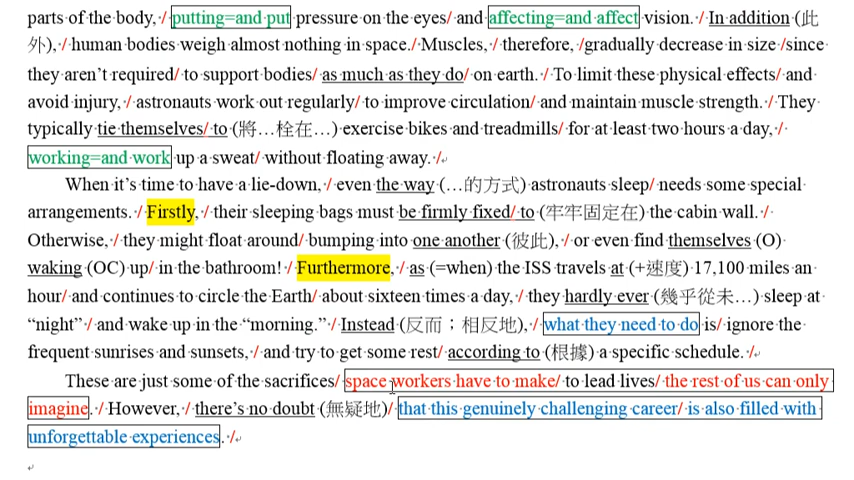 parts of the body, / putting=and put pressure on the eyes/ and affecting=and affect vision. / In addition (此
外), / human bodies weigh almost nothing in space./ Muscles, / therefore, /gradually decrease in size /since
they aren't required/ to support bodies/ as much as they do/ on earth. / To limit these physical effects/ and
avoid injury, / astronauts work out regularly/ to improve circulation/ and maintain muscle strength. / They
typically tie themselves/ to (將…栓在…) exercise bikes and treadmills/ for at least two hours a day, /
working=and work up a sweat/ without floating away. /
When it's time to have a lie-down, / even the way (…的方式) astronauts sleep/ needs some special
arrangements. / Firstly, / their sleeping bags must be firmly fixed/ to (牢牢固定在) the cabin wall. /
Otherwise, / they might float around/ bumping into one another (彼此), / or even find themselves (O)
waking (OC) up/ in the bathroom! / Furthermore, / as (=when) the ISS travels at (+速度) 17,100 miles an
hour/ and continues to circle the Earth/ about sixteen times a day, / they hardly ever (幾乎從未…) sleep at
“night” / and wake up in the “morning.” / Instead (反而；相反地), / what they need to do is/ ignore the
frequent sunrises and sunsets, / and try to get some rest/ according to (根據) a specific schedule. /
These are just some of the sacrifices/ space workers have to make/ to lead lives/ the rest of us can only
imagine. / However, / there's no doubt (無疑地)/ that this genuinely challenging career/ is also filled with
unforgettable experiences. /